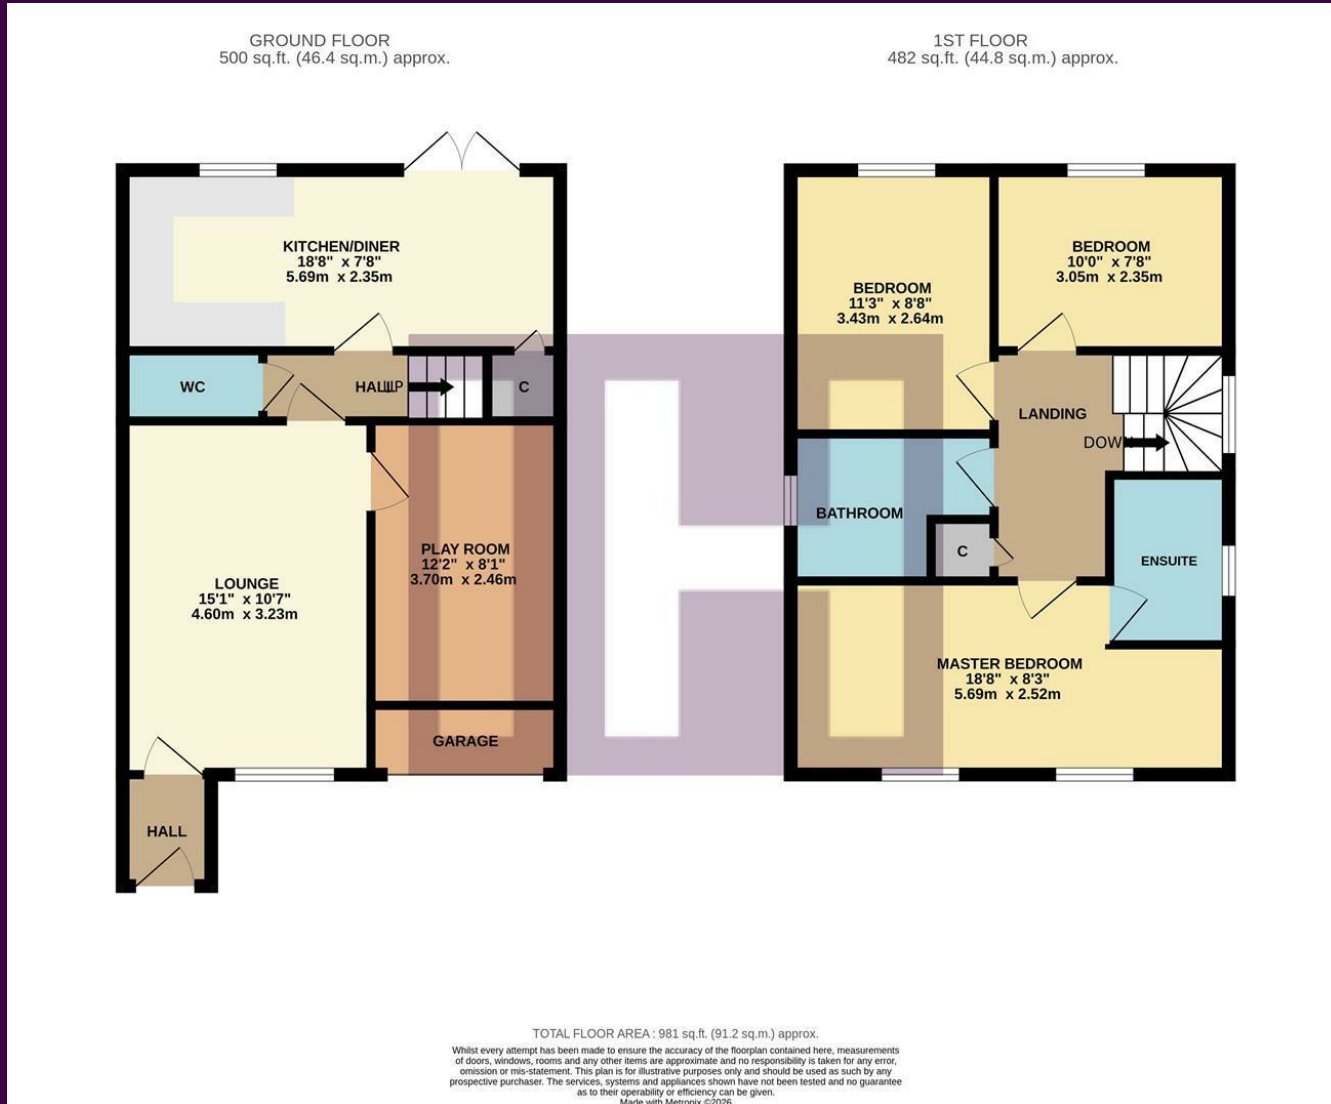 GROUND FLOOR
500 sq.ft. (46.4 sq.m.) approx.
KITCHEN/DINER
18'8" x 7'8"
5.69m x 2.35m
WC
HALL
UP
C
LOUNGE
15'1" x 10'7"
4.60m x 3.23m
PLAY ROOM
12'2" x 8'1"
3.70m x 2.46m
GARAGE
HALL
1ST FLOOR
482 sq.ft. (44.8 sq.m.) approx.
BEDROOM
11'3" x 8'8"
3.43m x 2.64m
BEDROOM
10'0" x 7'8"
3.05m x 2.35m
LANDING
DOWN
BATHROOM
C
ENSUITE
MASTER BEDROOM
18'8" x 8'3"
5.69m x 2.52m
TOTAL FLOOR AREA : 981 sq.ft. (91.2 sq.m.) approx.
Whilst every attempt has been made to ensure the accuracy of the floorplan contained here, measurements
of doors, windows, rooms and any other items are approximate and no responsibility is taken for any error,
omission or mis-statement. This plan is for illustrative purposes only and should be used as such by any
prospective purchaser. The services, systems and appliances shown have not been tested and no guarantee
as to their operability or efficiency can be given.
Made with Metropix ©2026